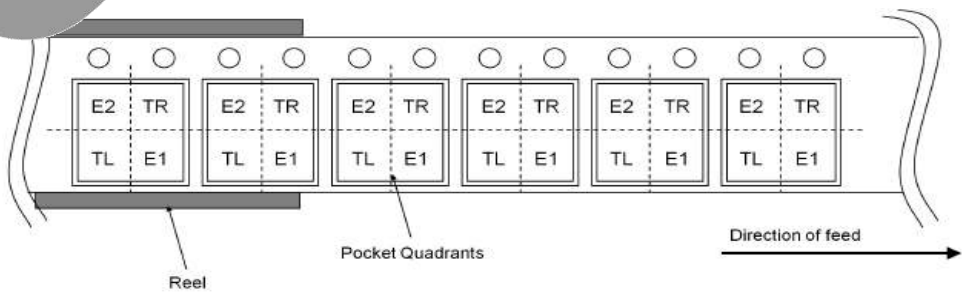 E2 TR E2 TR E2 TR E2 TR E2 TR E2 TR
TL E1 TL E1 TL E1 TL E1 TL E1 TL E1
Direction of feed
Pocket Quadrants
Reel